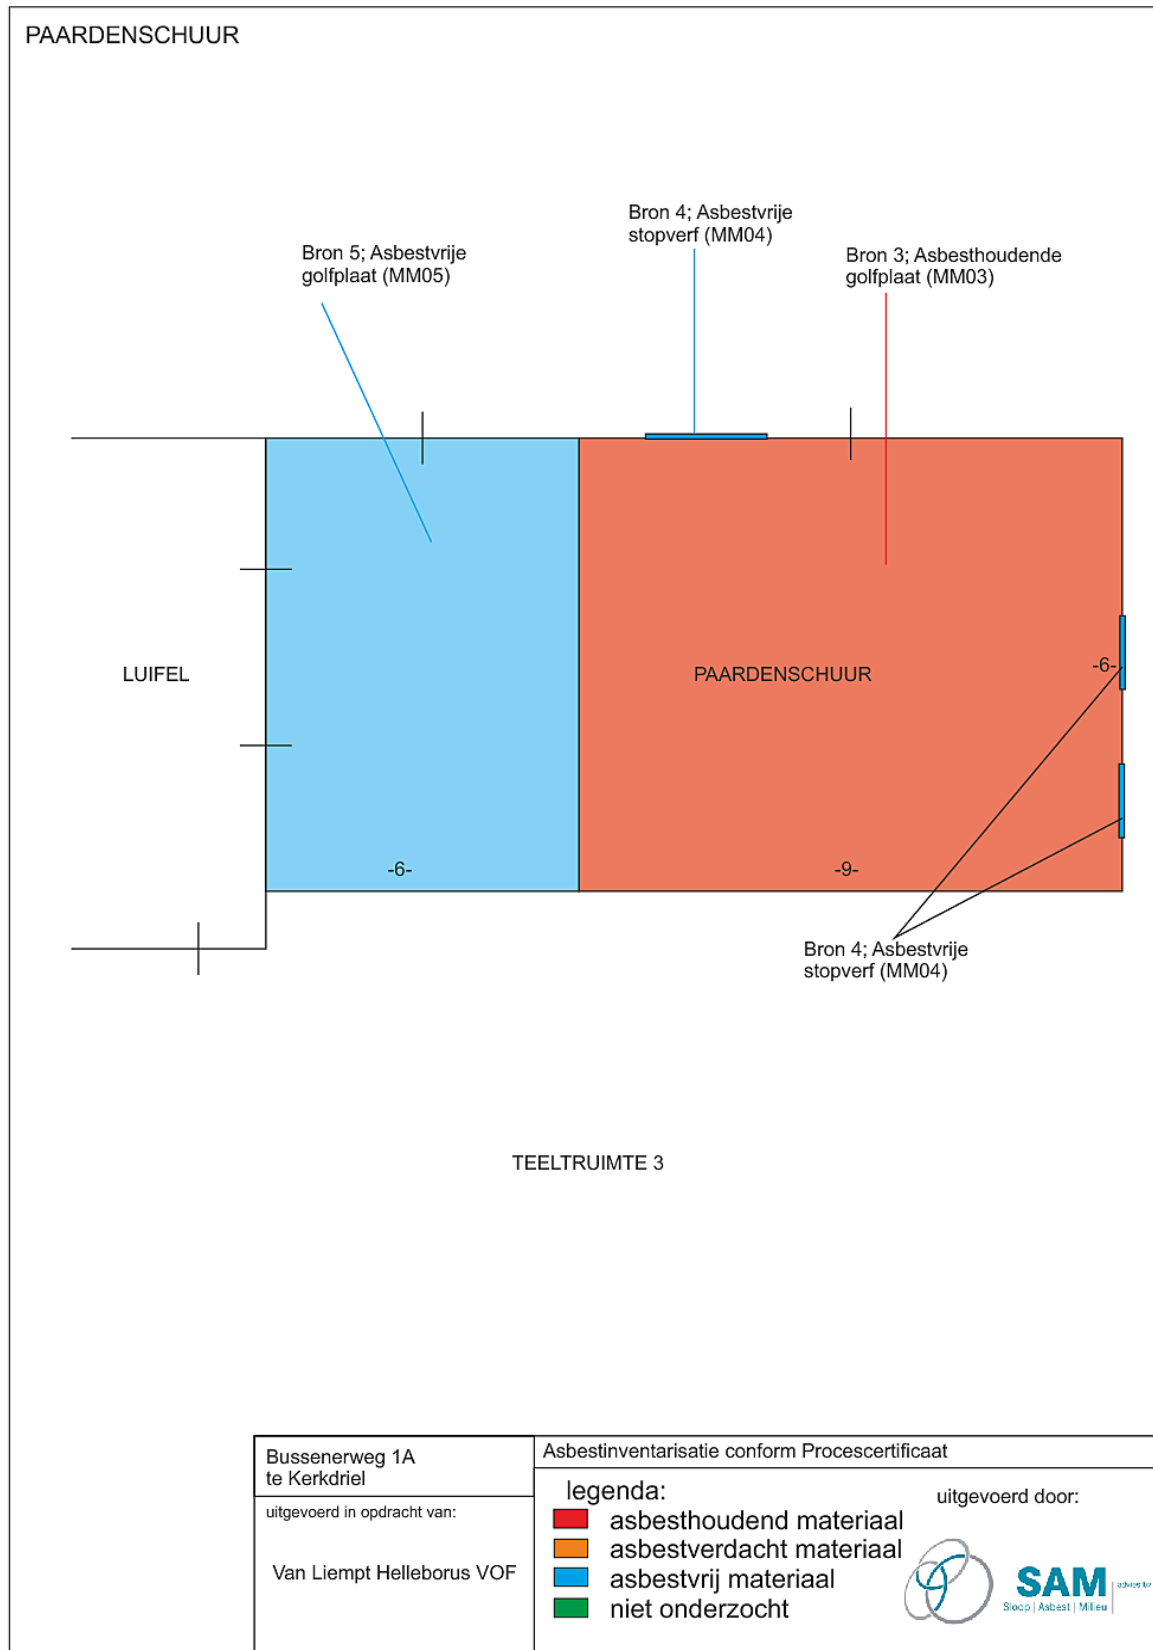 PAARDENSCHUUR
Bron 4; Asbestvrije
stopverf (MM04)
Bron 5; Asbestvrije
golfplaat (MM05)
Bron 3; Asbesthoudende
golfplaat (MM03)
LUIFEL
PAARDENSCHUUR
-6-
-6-
-9-
Bron 4; Asbestvrije
stopverf (MM04)
TEELTRUIMTE 3
Bussenerweg 1A
te Kerkdriel
uitgevoerd in opdracht van:
Van Liempt Helleborus VOF
Asbestinventarisatie conform Procescertificaat
legenda:
asbesthoudend materiaal
asbestverdacht materiaal
asbestvrij materiaal
niet onderzocht
uitgevoerd door:
SAM advies bv
Sloop | Asbest | Milieu